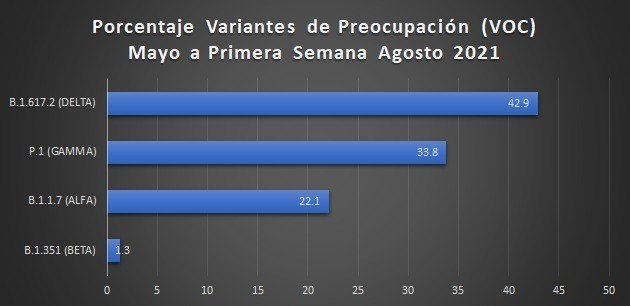 Porcentaje Variantes de Preocupación (VOC)
Mayo a Primera Semana Agosto 2021
B.1.617.2 (DELTA)
42.9
P.1 (GAMMA)
33.8
B.1.1.7 (ALFA)
22.1
B.1.351 (BETA)
1.3
0 5 10 15 20 25 30 35 40 45 50